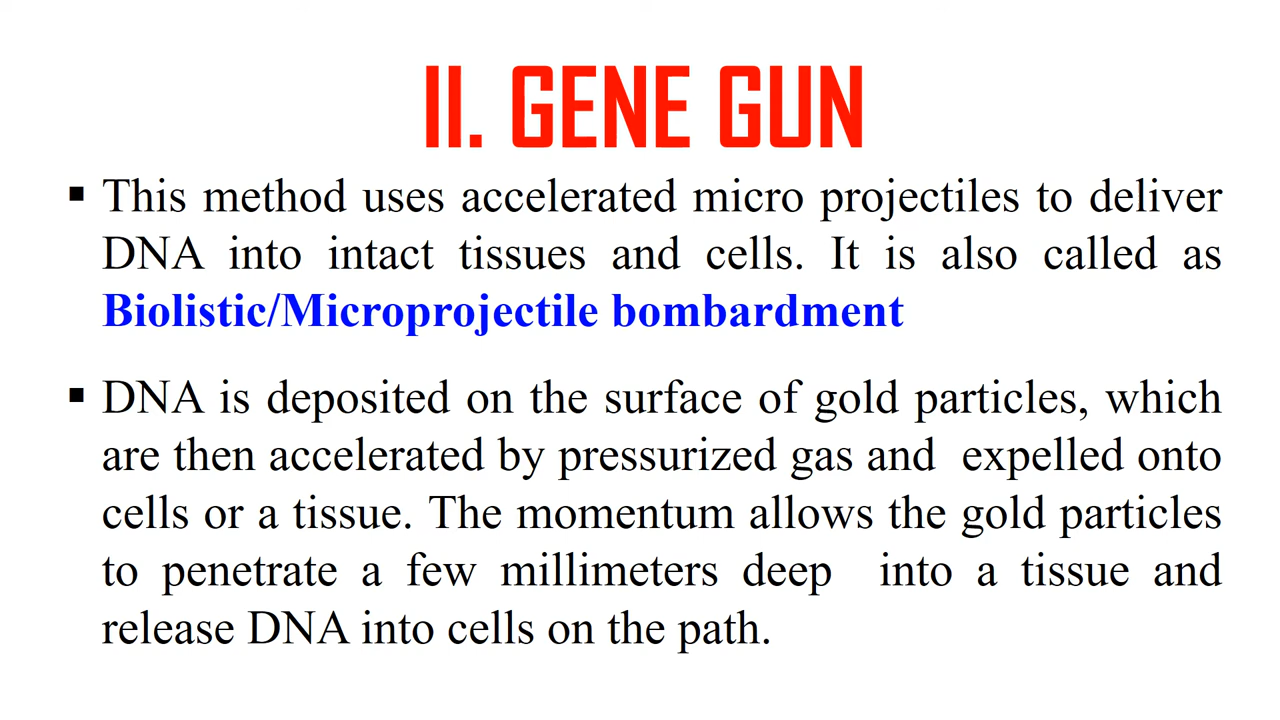 II. GENE GUN
▪ This method uses accelerated micro projectiles to deliver
DNA into intact tissues and cells. It is also called as
Biolistic/Microprojectile bombardment
▪ DNA is deposited on the surface of gold particles, which
are then accelerated by pressurized gas and expelled onto
cells or a tissue. The momentum allows the gold particles
to penetrate a few millimeters deep into a tissue and
release DNA into cells on the path.